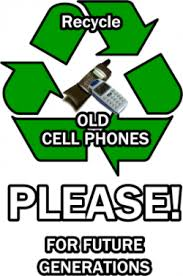 Recycle
OLD
CELL PHONES
PLEASE!
FOR FUTURE
GENERATIONS